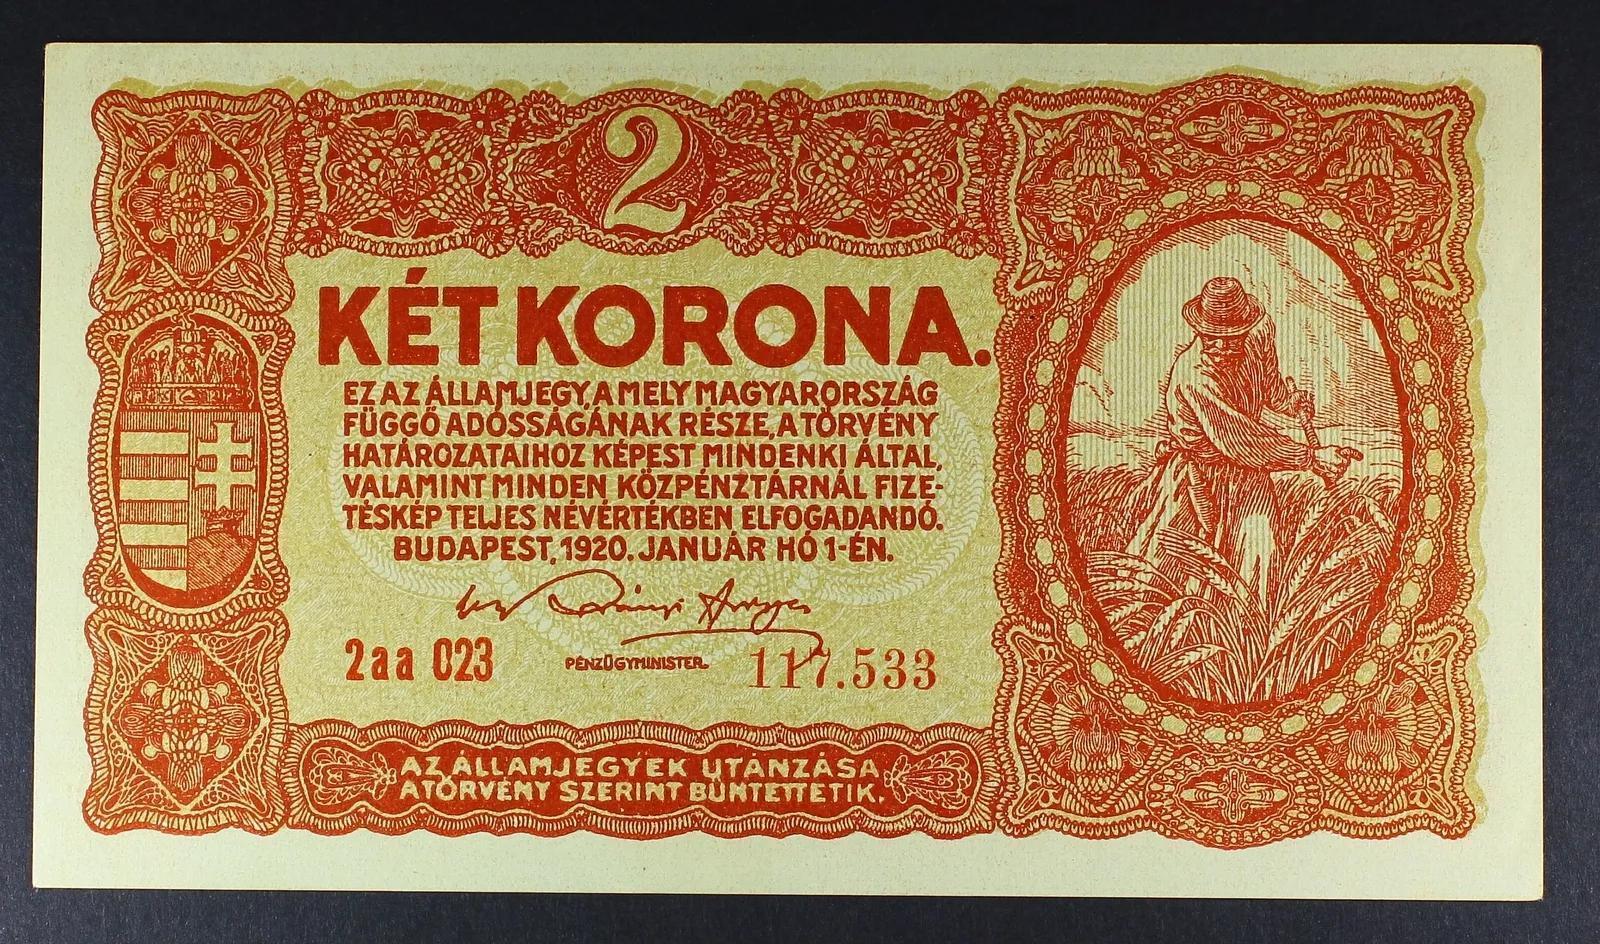 2
KÉT KORONA.
EZ AZ ÁLLAMJEGY, AMELY MAGYARORSZÁG
FÜGGŐ ADÓSSÁGÁNAK RÉSZE, A TÖRVÉNY
HATÁROZATAIHOZ KÉPEST MINDENKI ÁLTAL,
VALAMINT MINDEN KÖZPÉNZTÁRNÁL FIZE-
TÉSKÉP TELJES NÉVÉRTÉKBEN ELFOGADANDÓ.
BUDAPEST, 1920. JANUÁR HÓ 1-ÉN.
2aa 023
PÉNZÜGYMINISTER.
117.533
AZ ÁLLAMJEGYEK UTÁNZÁSA
A TÖRVÉNY SZERINT BÜNTETTETIK.